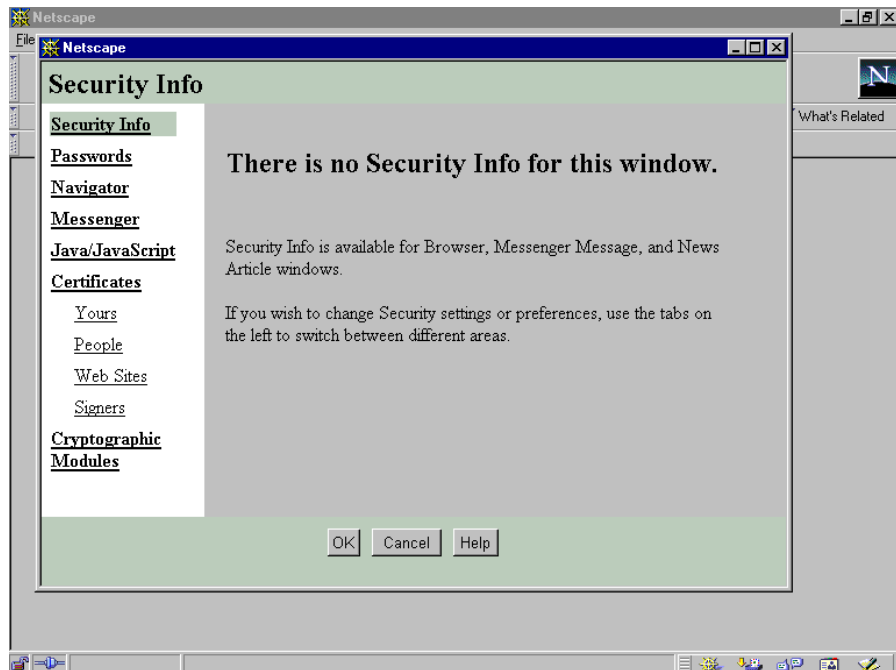 Netscape
File
Netscape
Security Info
N
What's Related
Security Info
Passwords
Navigator
Messenger
Java/JavaScript
Certificates
Yours
People
Web Sites
Signers
Cryptographic
Modules
There is no Security Info for this window.
Security Info is available for Browser, Messenger Message, and News
Article windows.
If you wish to change Security settings or preferences, use the tabs on
the left to switch between different areas.
OK Cancel Help